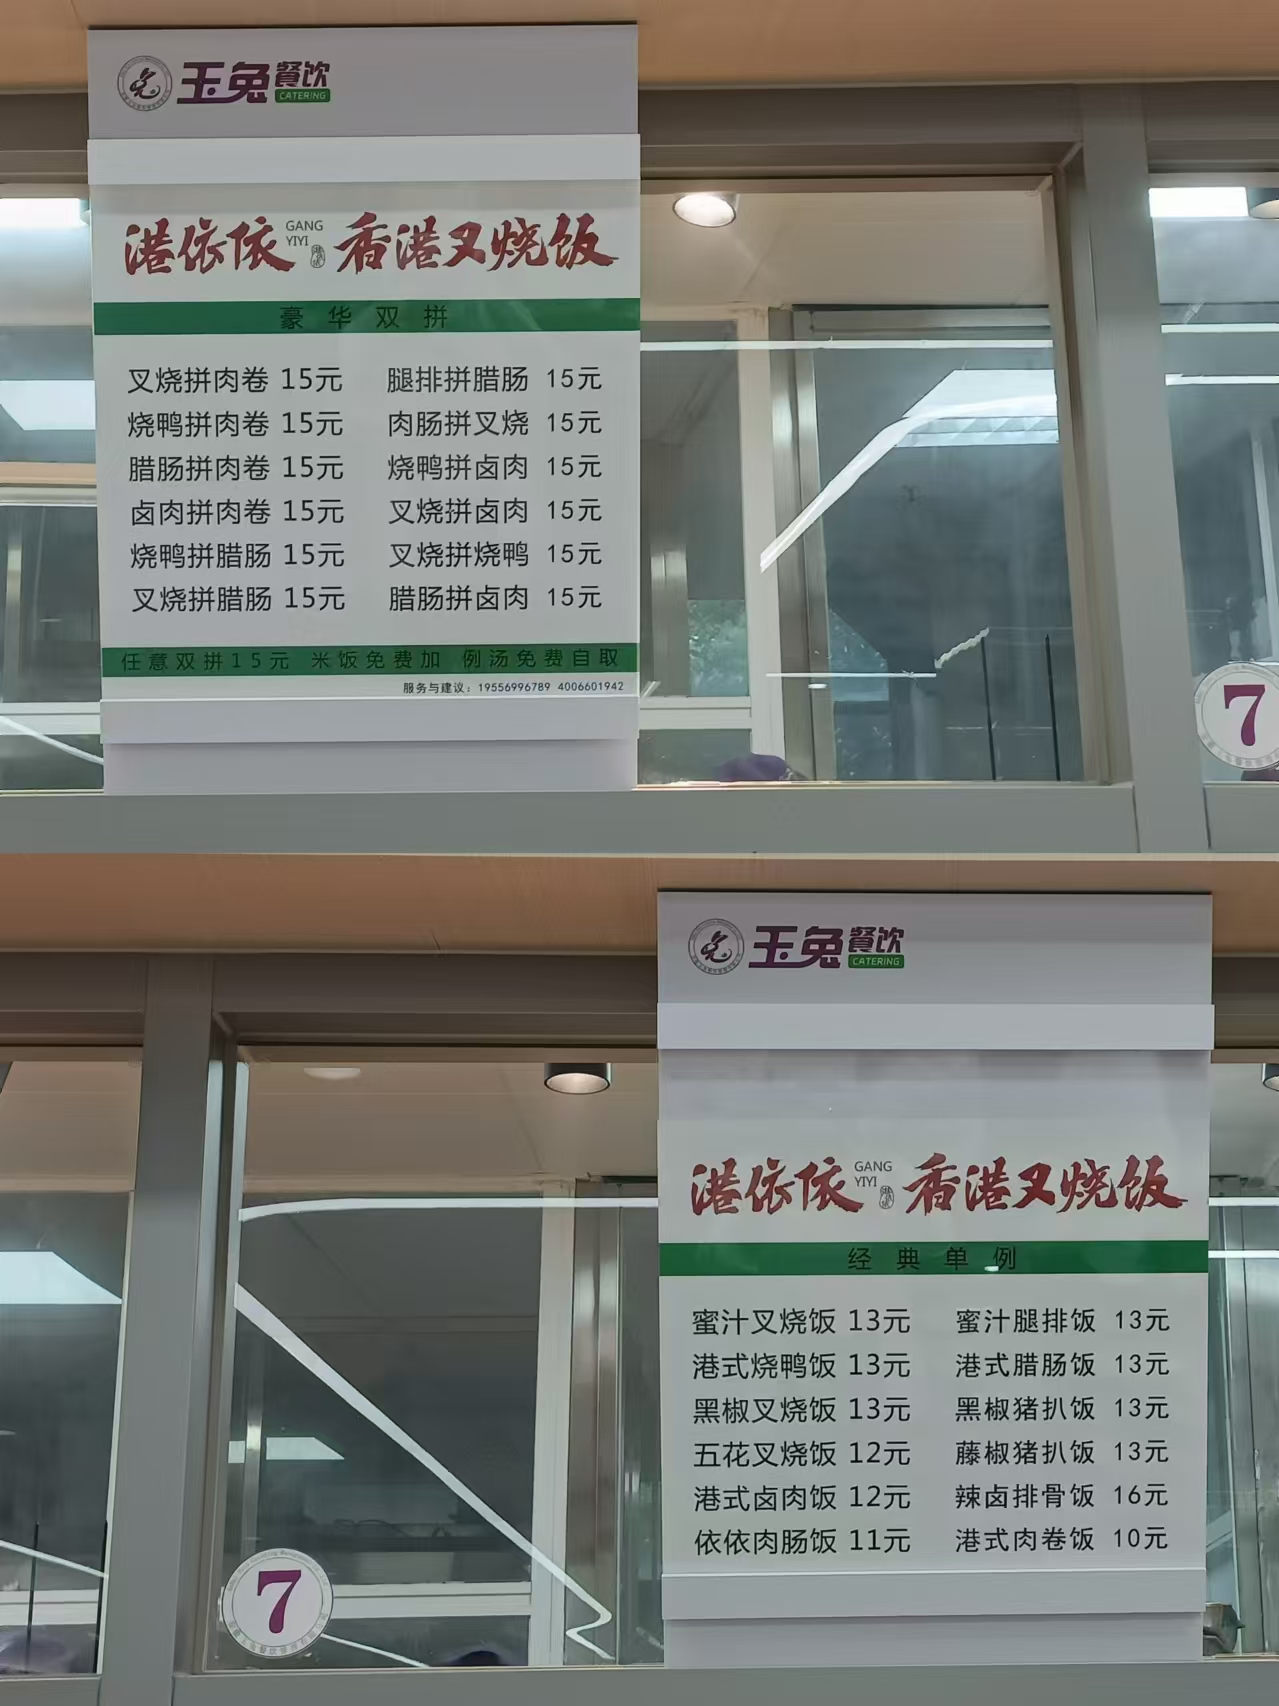 玉兔餐饮
CATERING
港依依 GANG YIYI 香港叉烧饭
豪华双拼
叉烧拼肉卷 15元 腿排拼腊肠 15元
烧鸭拼肉卷 15元 肉肠拼叉烧 15元
腊肠拼肉卷 15元 烧鸭拼卤肉 15元
卤肉拼肉卷 15元 叉烧拼卤肉 15元
烧鸭拼腊肠 15元 叉烧拼烧鸭 15元
叉烧拼腊肠 15元 腊肠拼卤肉 15元
任意双拼15元 米饭免费加 例汤免费自取
服务与建议：19556996789 4006601942
7
玉兔餐饮
CATERING
港依依 GANG YIYI 香港叉烧饭
经典单例
蜜汁叉烧饭 13元 蜜汁腿排饭 13元
港式烧鸭饭 13元 港式腊肠饭 13元
黑椒叉烧饭 13元 黑椒猪扒饭 13元
五花叉烧饭 12元 藤椒猪扒饭 13元
港式卤肉饭 12元 辣卤排骨饭 16元
依依肉肠饭 11元 港式肉卷饭 10元
7